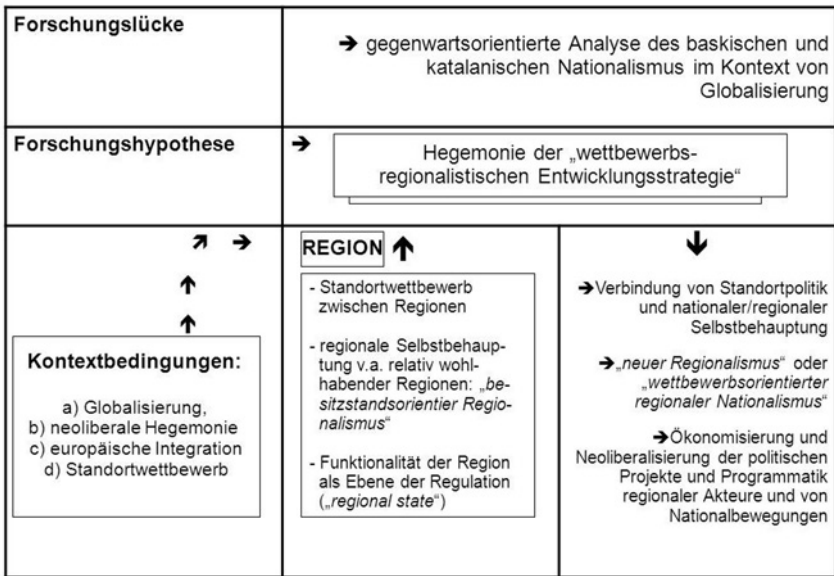 Forschungslücke
➔ gegenwartsorientierte Analyse des baskischen und
katalanischen Nationalismus im Kontext von
Globalisierung
Forschungshypothese
➔ Hegemonie der „wettbewerbs-
regionalistischen Entwicklungsstrategie“
Kontextbedingungen:
a) Globalisierung,
b) neoliberale Hegemonie
c) europäische Integration
d) Standortwettbewerb
REGION
- Standortwettbewerb
zwischen Regionen
- regionale Selbstbehaup-
tung v.a. relativ wohl-
habender Regionen: „be-
sitzstandsorientier Regio-
nalismus“
- Funktionalität der Region
als Ebene der Regulation
(„regional state“)
➔Verbindung von Standortpolitik
und nationaler/regionaler
Selbstbehauptung
➔„neuer Regionalismus“ oder
„wettbewerbsorientierter
regionaler Nationalismus“
➔Ökonomisierung und
Neoliberalisierung der politischen
Projekte und Programmatik
regionaler Akteure und von
Nationalbewegungen